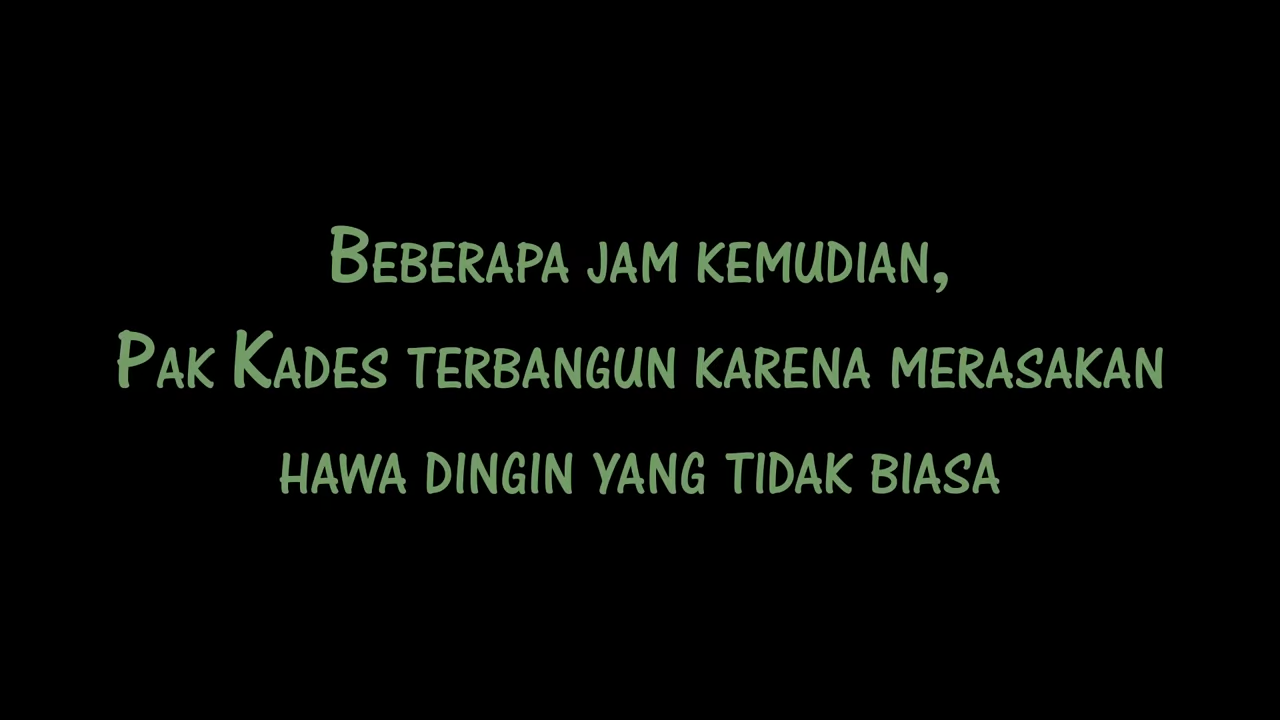 Beberapa jam kemudian,
Pak Kades terbangun karena merasakan
hawa dingin yang tidak biasa